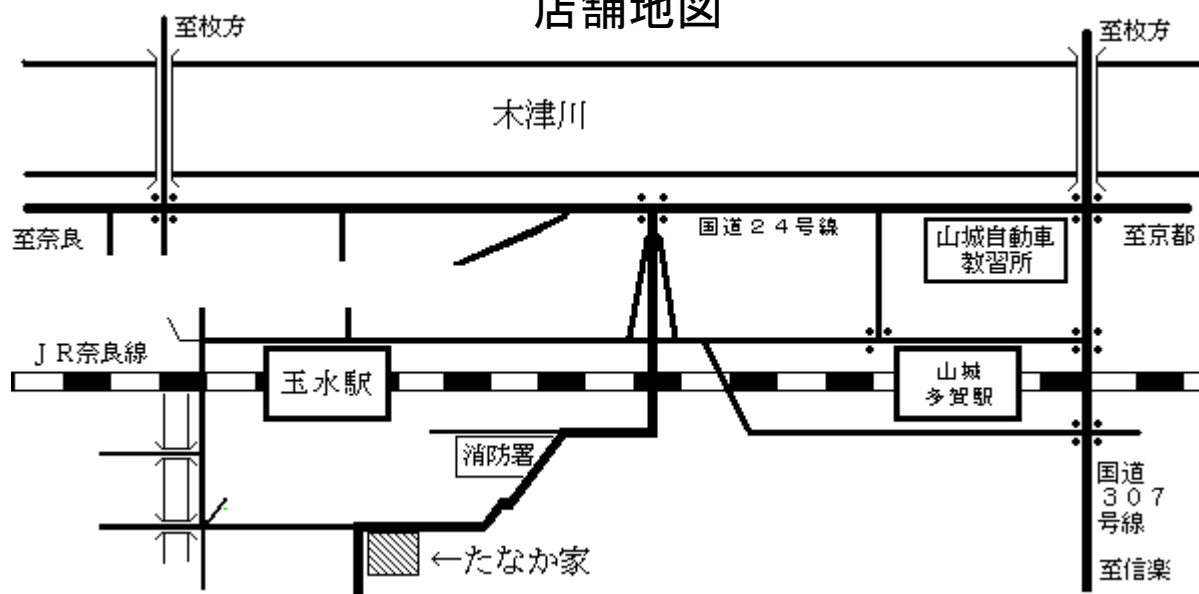 店舗地図
至枚方
至枚方
木津川
至奈良
国道２４号線
山城自動車
教習所
至京都
ＪＲ奈良線
玉水駅
山城
多賀駅
消防署
国道
３０７
号線
←たなか家
至信楽